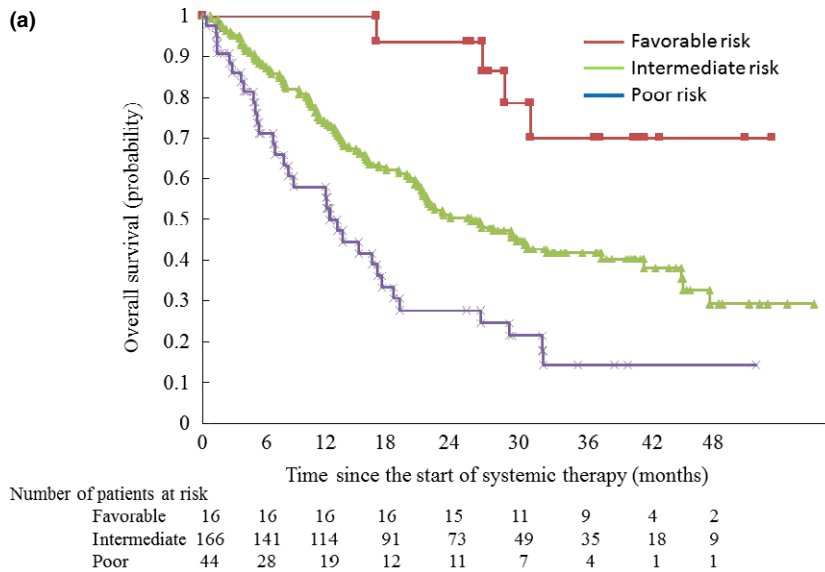 (a)
Overall survival (probability)
1
0.9
0.8
0.7
0.6
0.5
0.4
0.3
0.2
0.1
0
Favorable risk
Intermediate risk
Poor risk
0 6 12 18 24 30 36 42 48
Time since the start of systemic therapy (months)
Number of patients at risk
Favorable 16 16 16 16 15 11 9 4 2
Intermediate 166 141 114 91 73 49 35 18 9
Poor 44 28 19 12 11 7 4 1 1